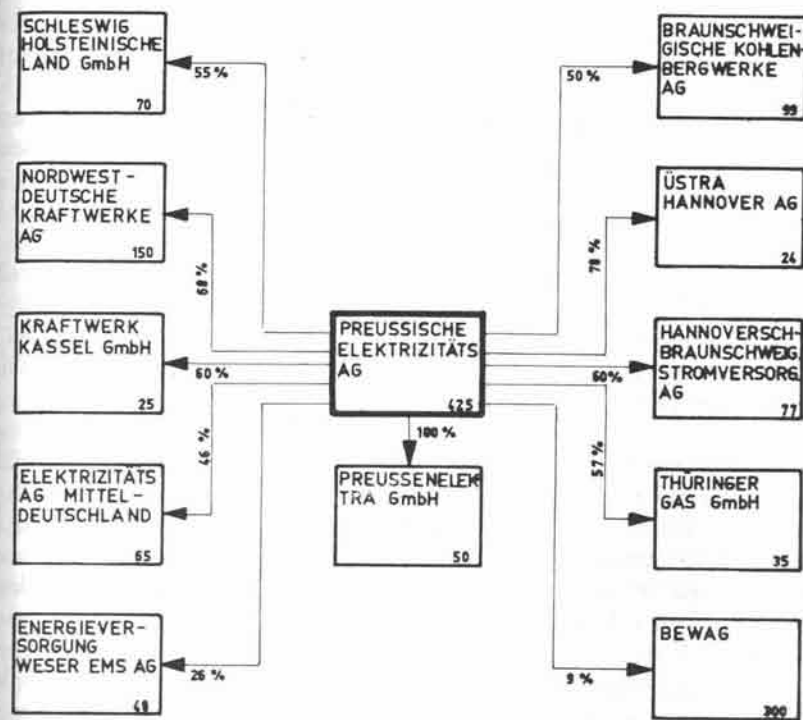 SCHLESWIG
HOLSTEINISCHE
LAND GmbH
70
55 %
NORDWEST-
DEUTSCHE
KRAFTWERKE
AG
150
68 %
KRAFTWERK
KASSEL GmbH
25
60 %
ELEKTRIZITÄTS
AG MITTEL-
DEUTSCHLAND
65
46 %
ENERGIEVER-
SORGUNG
WESER EMS AG
48
26 %
PREUSSISCHE
ELEKTRIZITÄTS
AG
425
100 %
PREUSSENELEK
TRA GmbH
50
BRAUNSCHWEI-
GISCHE KOHLEN-
BERGWERKE
AG
99
50 %
ÜSTRA
HANNOVER AG
24
78 %
HANNOVERSCH-
BRAUNSCHWEIG.
STROMVERSORG.
AG
77
60%
THÜRINGER
GAS GmbH
35
57 %
BEWAG
300
9 %